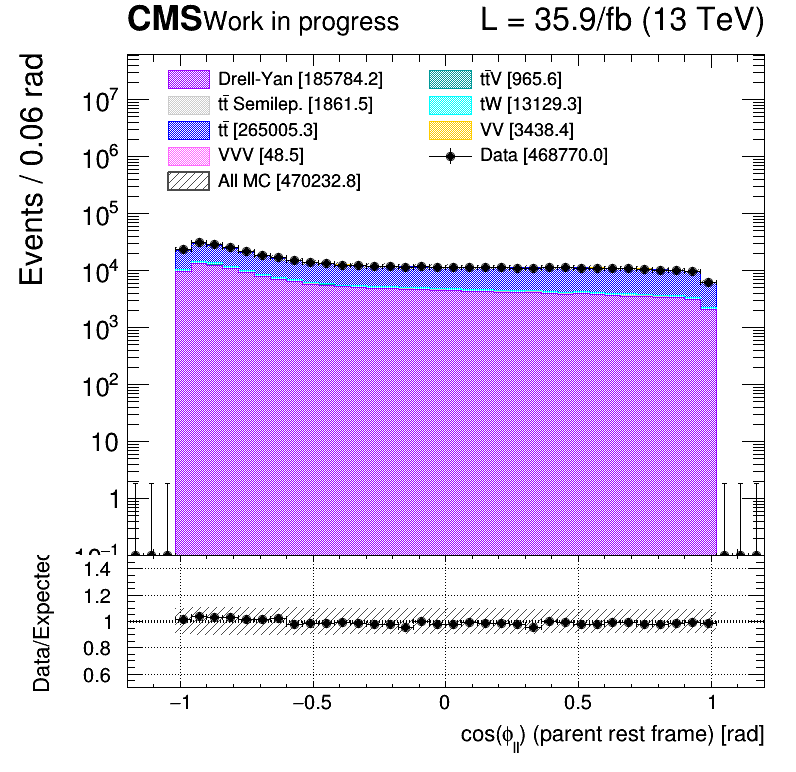 CMS Work in progress L = 35.9/fb (13 TeV)
Events / 0.06 rad
Drell-Yan [185784.2]
tt̄V [965.6]
tt̄ Semilep. [1861.5]
tW [13129.3]
tt̄ [265005.3]
VV [3438.4]
VVV [48.5]
Data [468770.0]
All MC [470232.8]
10⁷
10⁶
10⁵
10⁴
10³
10²
10
1
10⁻¹
Data/Expected
1.4
1.2
1
0.8
0.6
−1 −0.5 0 0.5 1
cos(ϕ_ll) (parent rest frame) [rad]